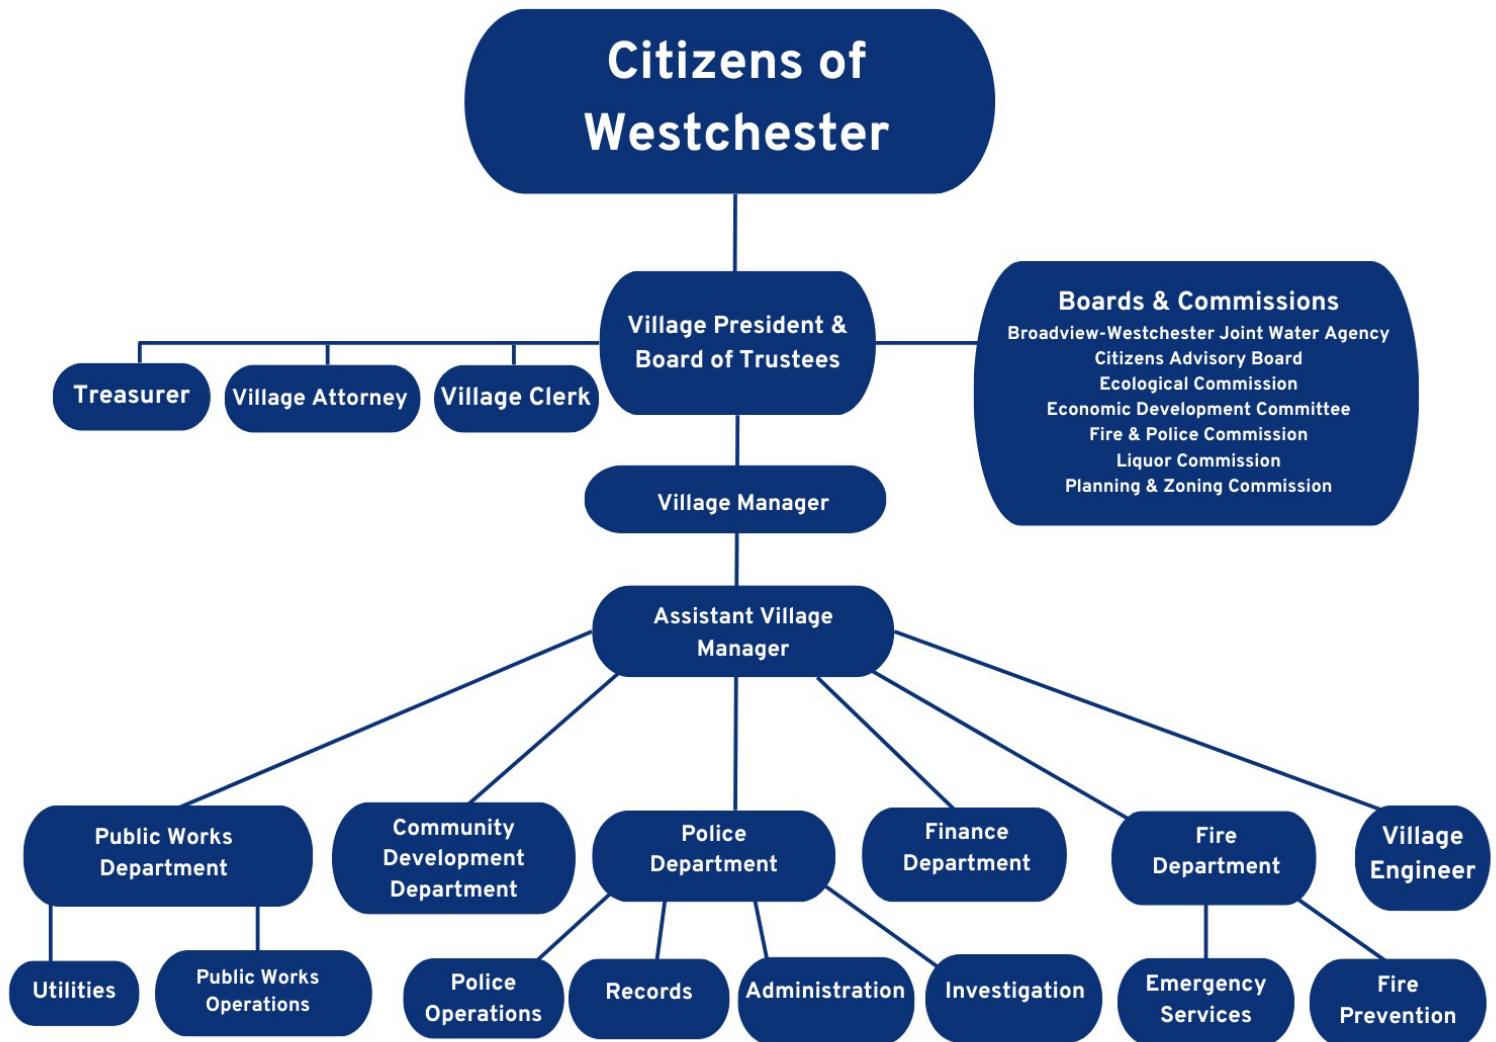 Citizens of
Westchester
Village President &
Board of Trustees
Boards & Commissions
Broadview-Westchester Joint Water Agency
Citizens Advisory Board
Ecological Commission
Economic Development Committee
Fire & Police Commission
Liquor Commission
Planning & Zoning Commission
Treasurer
Village Attorney
Village Clerk
Village Manager
Assistant Village
Manager
Public Works
Department
Community
Development
Department
Police
Department
Finance
Department
Fire
Department
Village
Engineer
Utilities
Public Works
Operations
Police
Operations
Records
Administration
Investigation
Emergency
Services
Fire
Prevention